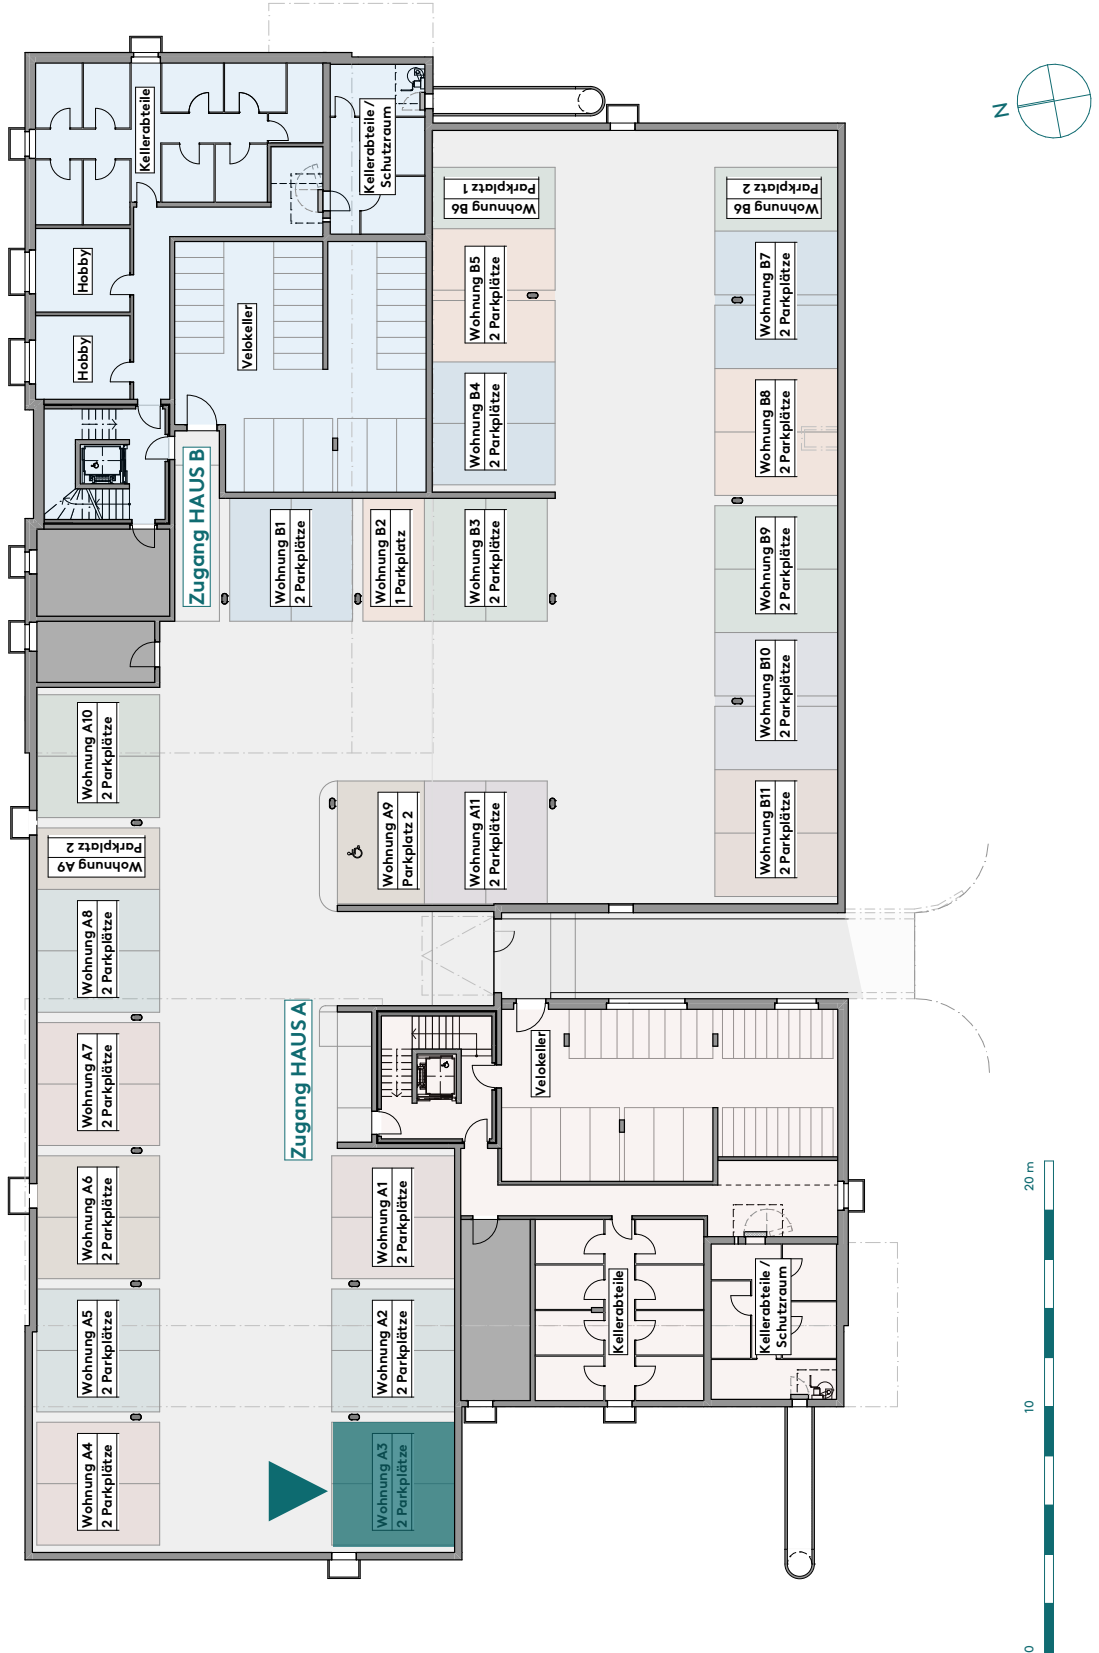 N
Kellerabteile
Kellerabteile /
Schutzraum
Wohnung B6
Parkplatz 1
Wohnung B6
Parkplatz 2
Hobby
Hobby
Velokeller
Wohnung B5
2 Parkplätze
Wohnung B7
2 Parkplätze
Wohnung B4
2 Parkplätze
Wohnung B8
2 Parkplätze
Zugang HAUS B
Wohnung B1
2 Parkplätze
Wohnung B2
1 Parkplatz
Wohnung B3
2 Parkplätze
Wohnung B9
2 Parkplätze
Wohnung B10
2 Parkplätze
Wohnung A10
2 Parkplätze
Wohnung A9
Parkplatz 2
Wohnung A9
Parkplatz 2
Wohnung A11
2 Parkplätze
Wohnung B11
2 Parkplätze
Wohnung A8
2 Parkplätze
Zugang HAUS A
Wohnung A7
2 Parkplätze
Velokeller
Wohnung A6
2 Parkplätze
Wohnung A1
2 Parkplätze
Wohnung A5
2 Parkplätze
Wohnung A2
2 Parkplätze
Kellerabteile
Kellerabteile /
Schutzraum
Wohnung A4
2 Parkplätze
Wohnung A3
2 Parkplätze
20 m
10
0